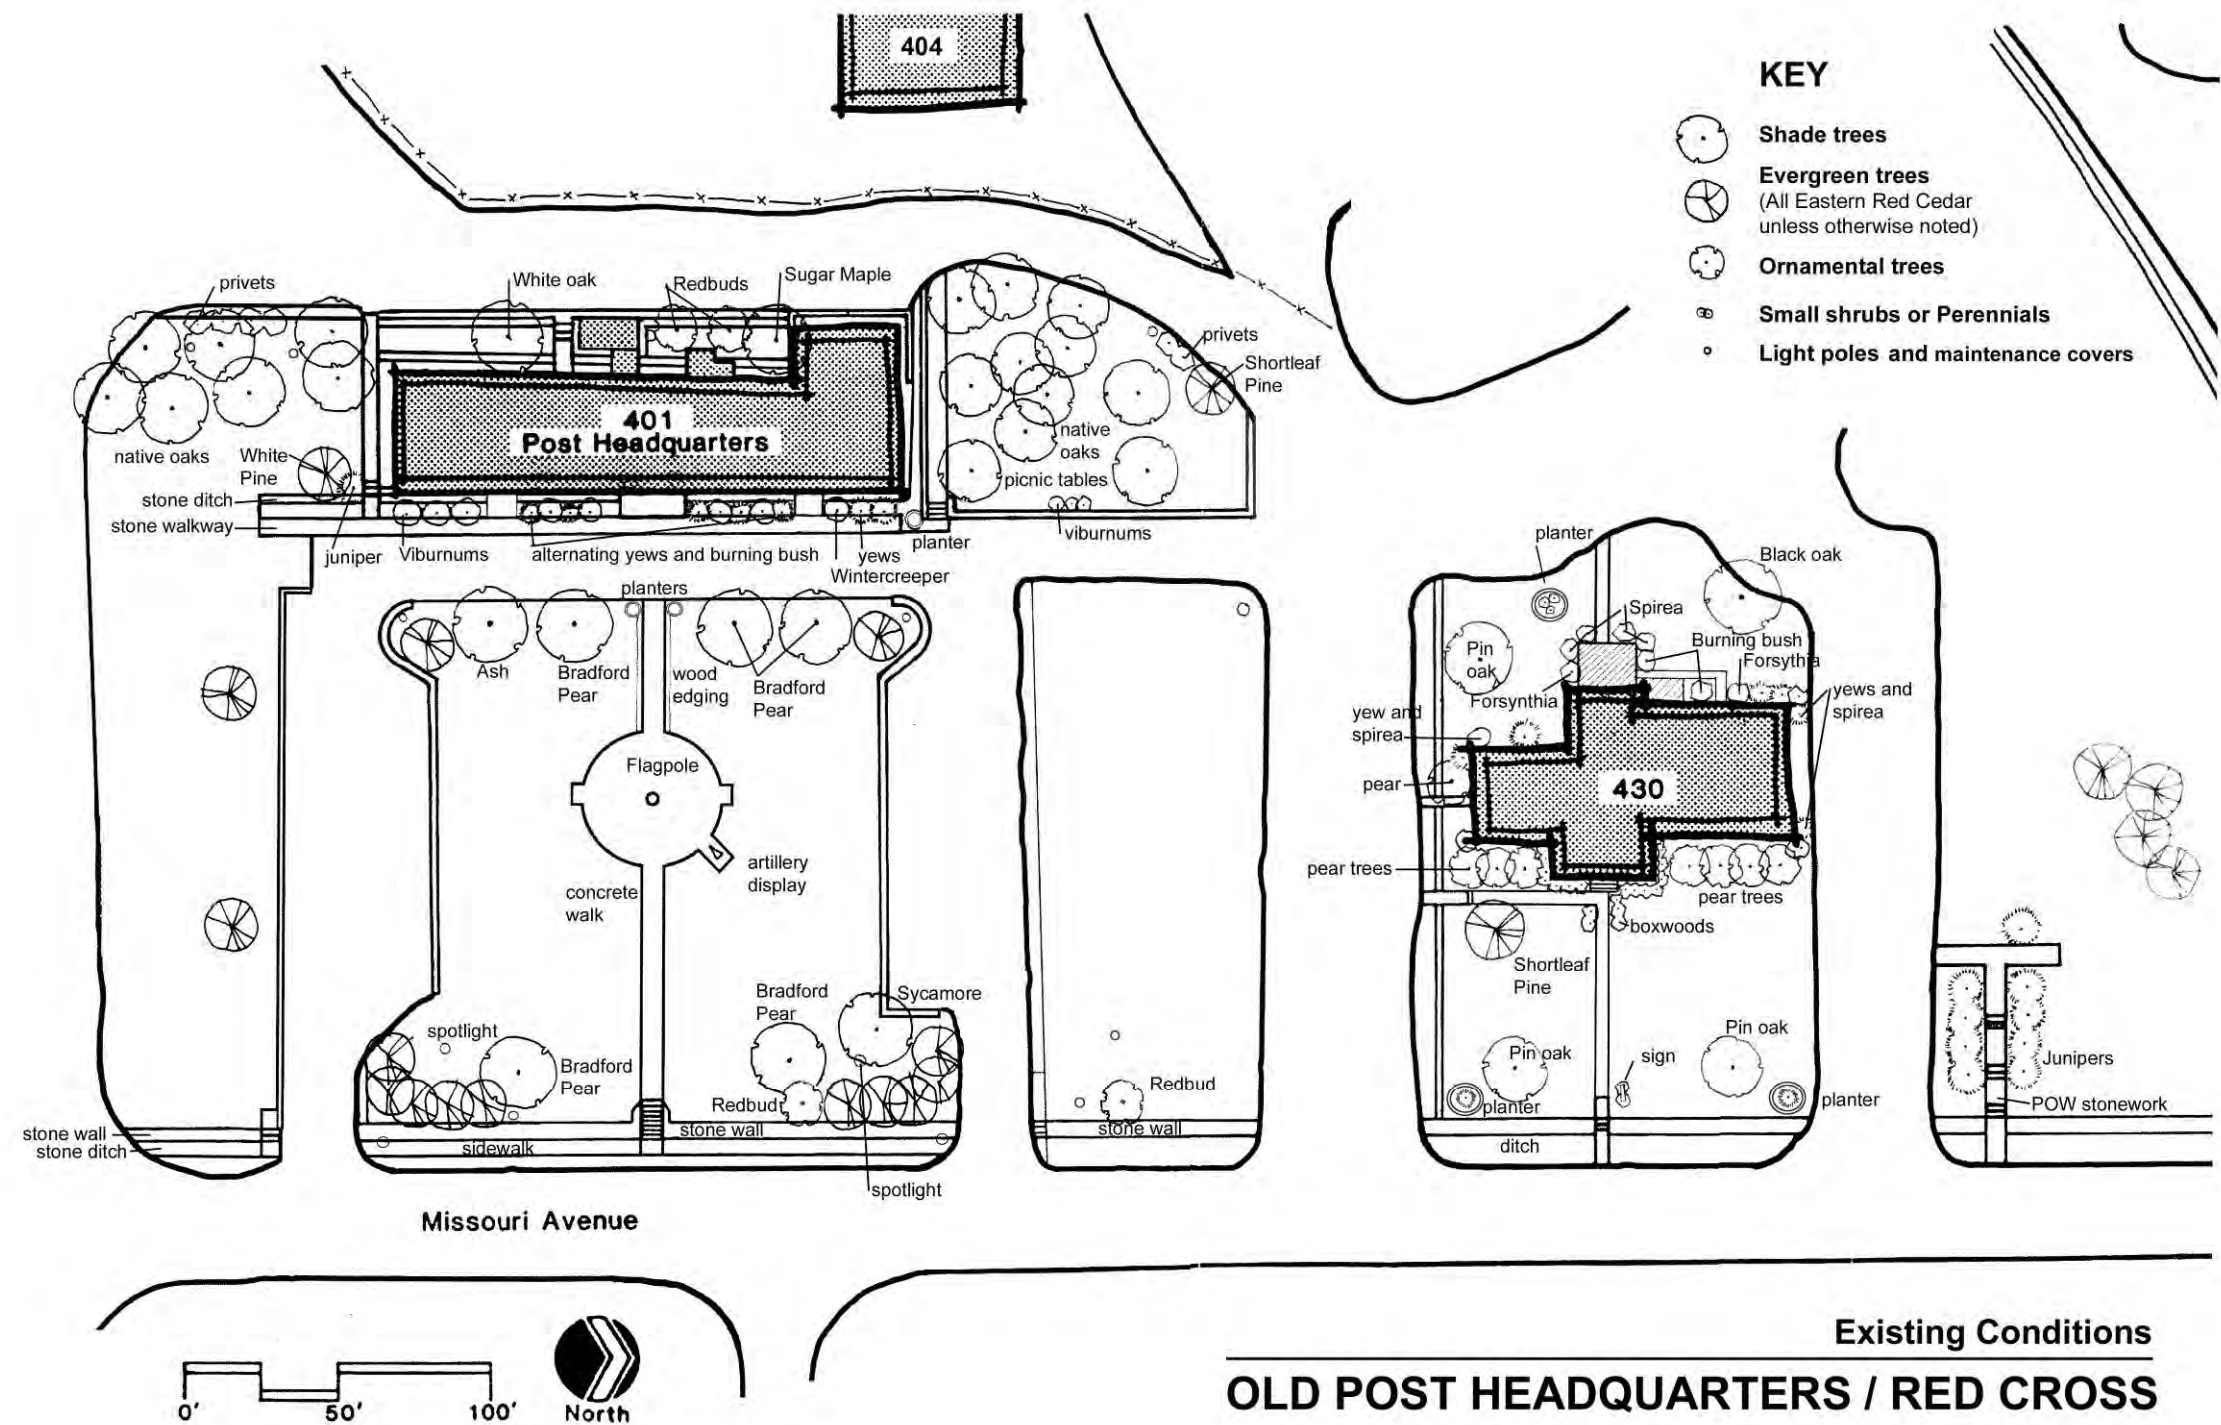 404
KEY
Shade trees
Evergreen trees
(All Eastern Red Cedar
unless otherwise noted)
Ornamental trees
Small shrubs or Perennials
Light poles and maintenance covers
privets
White oak
Redbuds
Sugar Maple
privets
Shortleaf
Pine
401
Post Headquarters
native oaks
White
Pine
native
oaks
picnic tables
stone ditch
stone walkway
juniper
Viburnums
alternating yews and burning bush
yews
Wintercreeper
planter
viburnums
planters
Ash
Bradford
Pear
wood
edging
Bradford
Pear
Flagpole
artillery
display
concrete
walk
Bradford
Pear
Sycamore
spotlight
Bradford
Pear
Redbud
stone wall
sidewalk
stone wall
stone ditch
spotlight
Redbud
stone wall
planter
Black oak
Spirea
Pin
oak
Burning bush
Forsythia
Forsynthia
yews and
spirea
yew and
spirea
pear
430
pear trees
pear trees
boxwoods
Shortleaf
Pine
Pin oak
sign
Pin oak
planter
planter
ditch
Junipers
POW stonework
Missouri Avenue
0'
50'
100'
North
Existing Conditions
OLD POST HEADQUARTERS / RED CROSS